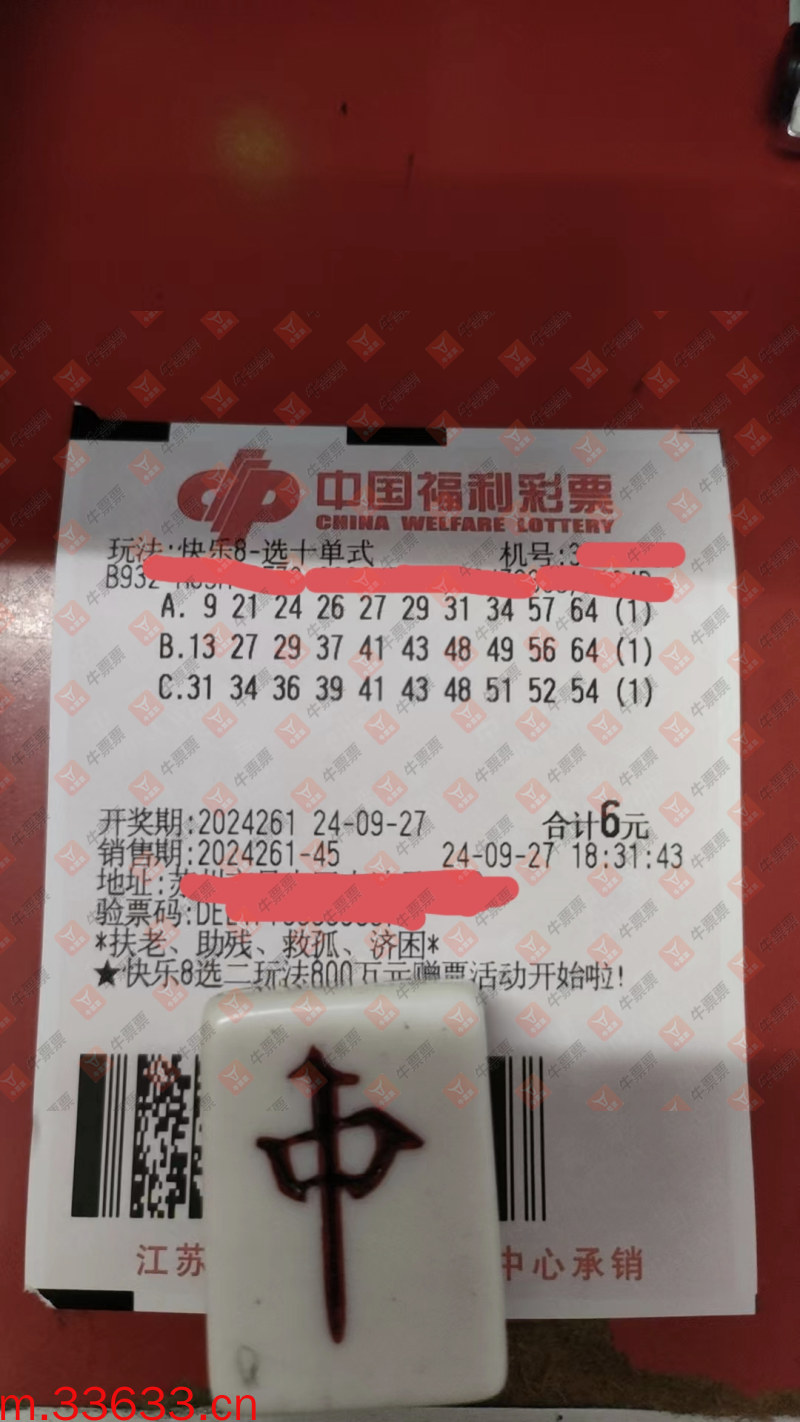 中国福利彩票
CHINA WELFARE LOTTERY
玩法:快乐8-选十单式 机号:3
B932
A. 9 21 24 26 27 29 31 34 57 64 (1)
B.13 27 29 37 41 43 48 49 56 64 (1)
C.31 34 36 39 41 43 48 51 52 54 (1)
开奖期:2024261 24-09-27 合计6元
销售期:2024261-45 24-09-27 18:31:43
地址:苏
验票码:DEL
*扶老、助残、救孤、济困*
★快乐8选二玩法800万元赠票活动开始啦!
中
江苏 中心承销
m.33633.cn
牛票票